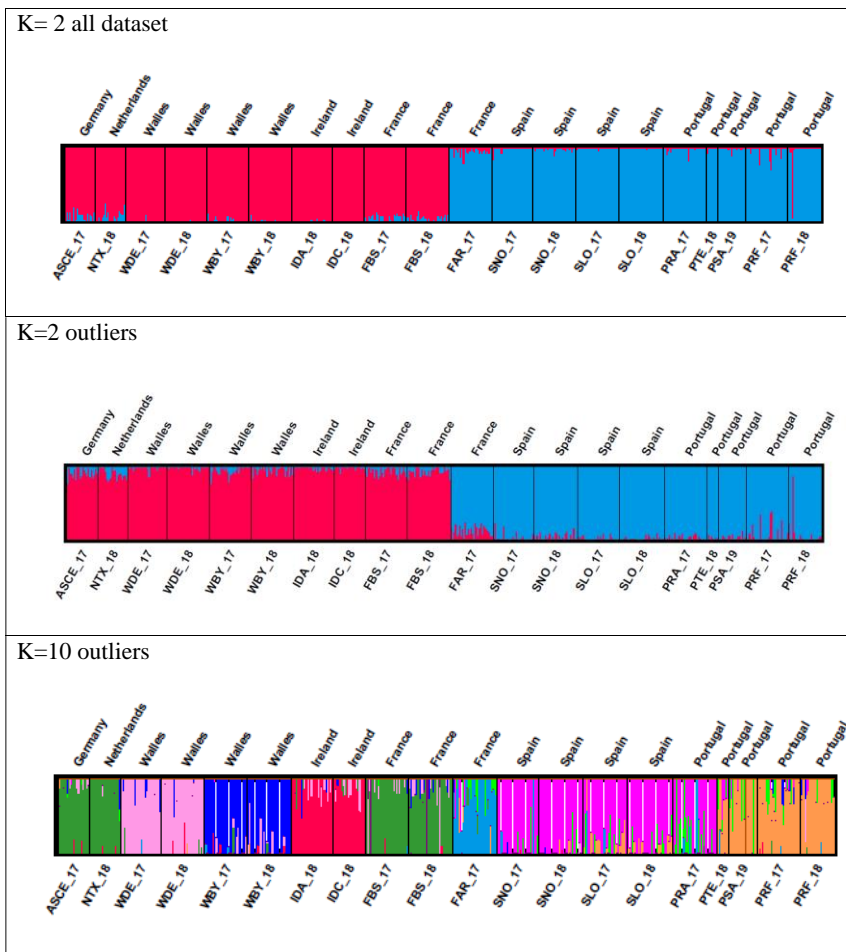 K= 2 all dataset
Germany Netherlands Walles Walles Walles Walles Ireland Ireland France France France Spain Spain Spain Spain Portugal Portugal Portugal Portugal Portugal
ASCE_17 NTX_18 WDE_17 WDE_18 WBY_17 WBY_18 IDA_18 IDC_18 FBS_17 FBS_18 FAR_17 SNO_17 SNO_18 SLO_17 SLO_18 PRA_17 PTE_18 PSA_19 PRF_17 PRF_18
K=2 outliers
Germany Netherlands Walles Walles Walles Walles Ireland Ireland France France France Spain Spain Spain Spain Portugal Portugal Portugal Portugal Portugal
ASCE_17 NTX_18 WDE_17 WDE_18 WBY_17 WBY_18 IDA_18 IDC_18 FBS_17 FBS_18 FAR_17 SNO_17 SNO_18 SLO_17 SLO_18 PRA_17 PTE_18 PSA_19 PRF_17 PRF_18
K=10 outliers
Germany Netherlands Walles Walles Walles Walles Ireland Ireland France France France Spain Spain Spain Spain Portugal Portugal Portugal Portugal Portugal
ASCE_17 NTX_18 WDE_17 WDE_18 WBY_17 WBY_18 IDA_18 IDC_18 FBS_17 FBS_18 FAR_17 SNO_17 SNO_18 SLO_17 SLO_18 PRA_17 PTE_18 PSA_19 PRF_17 PRF_18